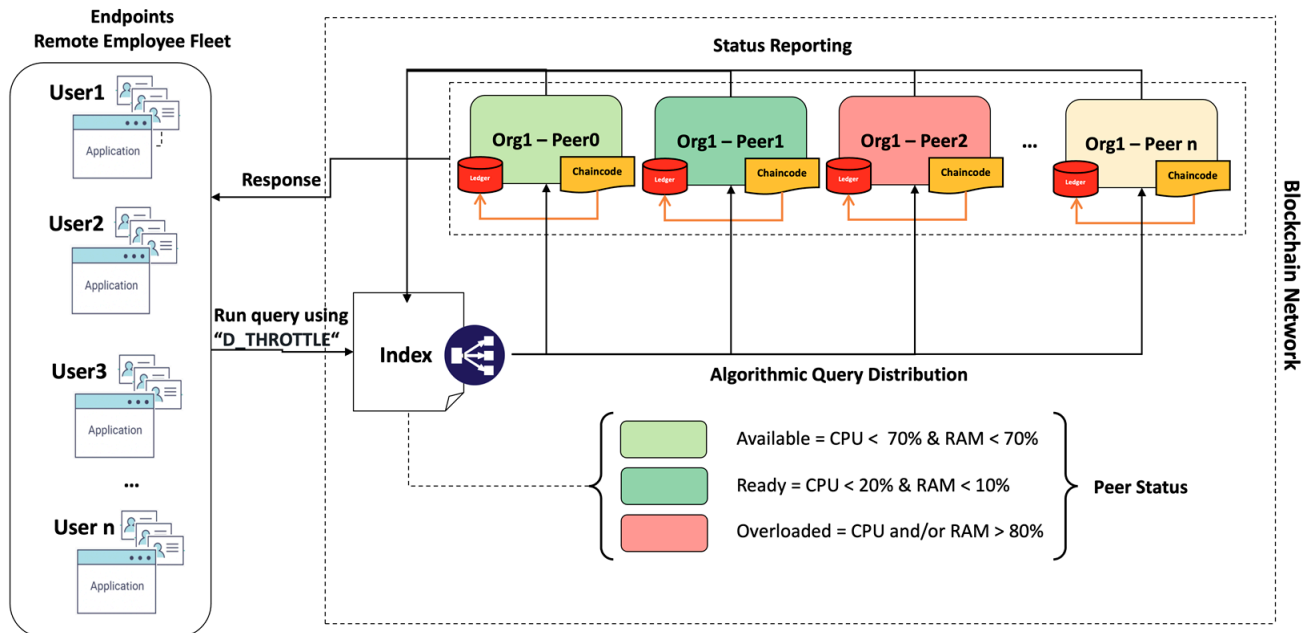 Endpoints
Remote Employee Fleet
User1
Application
User2
Application
User3
Application
...
User n
Application
Response
Run query using
“D_THROTTLE“
Status Reporting
Org1 – Peer0
Ledger
Chaincode
Org1 – Peer1
Ledger
Chaincode
Org1 – Peer2
Ledger
Chaincode
...
Org1 – Peer n
Ledger
Chaincode
Blockchain Network
Index
Algorithmic Query Distribution
Available = CPU < 70% & RAM < 70%
Ready = CPU < 20% & RAM < 10%
Overloaded = CPU and/or RAM > 80%
Peer Status